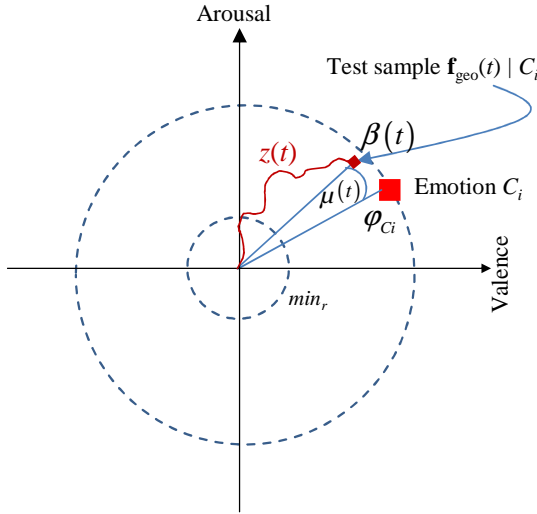 Arousal
Test sample f_geo(t) | C_i
β(t)
z(t)
μ(t)
Emotion C_i
φ_Ci
min_r
Valence